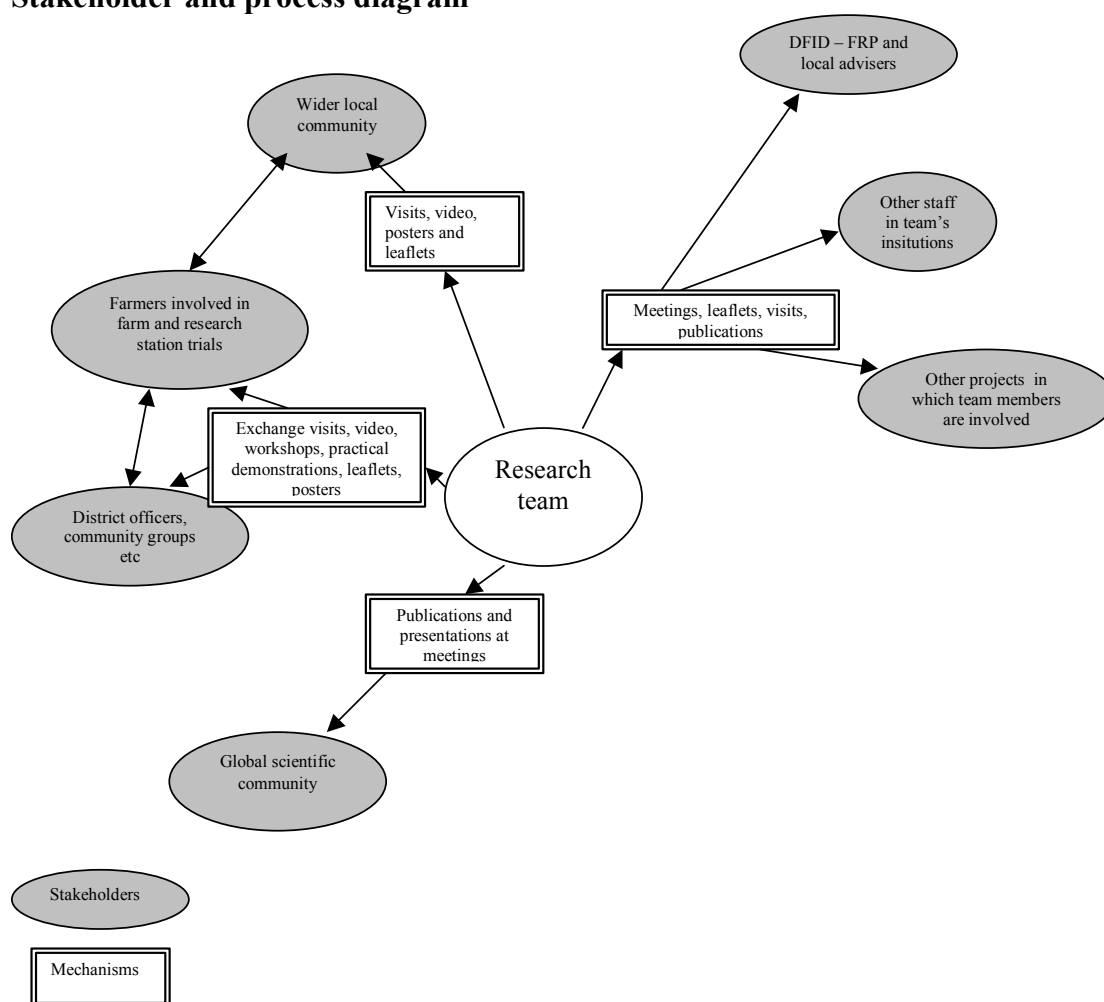 Stakeholder and process diagram
DFID – FRP and
local advisers
Wider local
community
Visits, video,
posters and
leaflets
Other staff
in team's
insitutions
Farmers involved in
farm and research
station trials
Meetings, leaflets, visits,
publications
Other projects in
which team members
are involved
Exchange visits, video,
workshops, practical
demonstrations, leaflets,
posters
Research
team
District officers,
community groups
etc
Publications and
presentations at
meetings
Global scientific
community
Stakeholders
Mechanisms